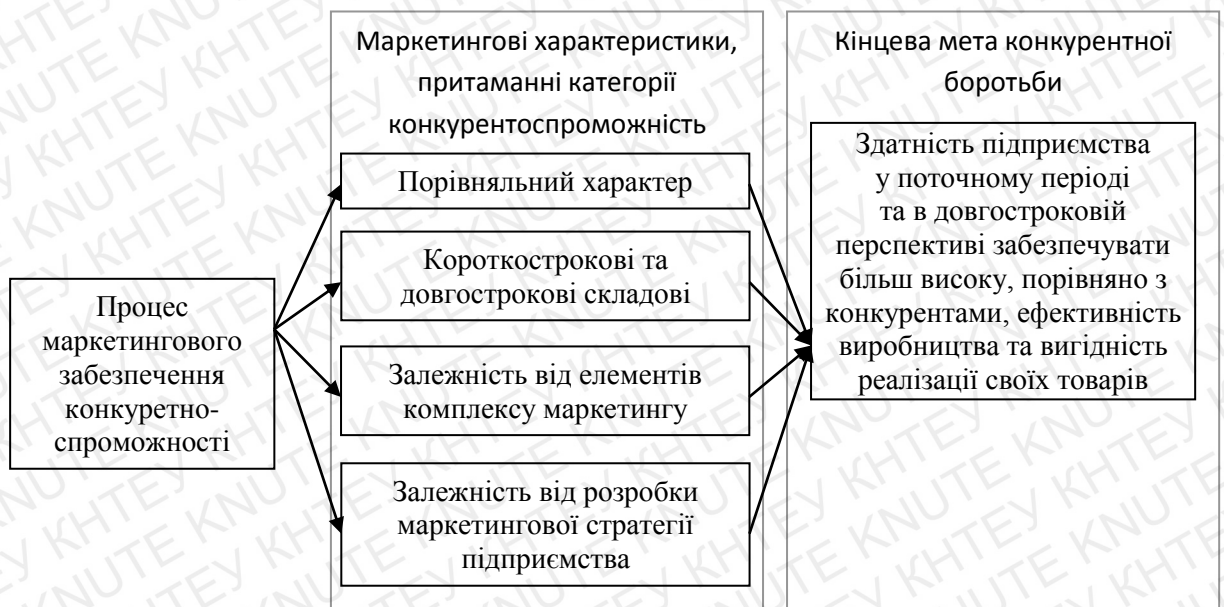 Маркетингові характеристики,
притаманні категорії
конкурентоспроможність
Кінцева мета конкурентної
боротьби
Процес
маркетингового
забезпечення
конкуретно-
спроможності
Порівняльний характер
Короткострокові та
довгострокові складові
Залежність від елементів
комплексу маркетингу
Залежність від розробки
маркетингової стратегії
підприємства
Здатність підприємства
у поточному періоді
та в довгостроковій
перспективі забезпечувати
більш високу, порівняно з
конкурентами, ефективність
виробництва та вигідність
реалізації своїх товарів
KNUTE КНТЕУ